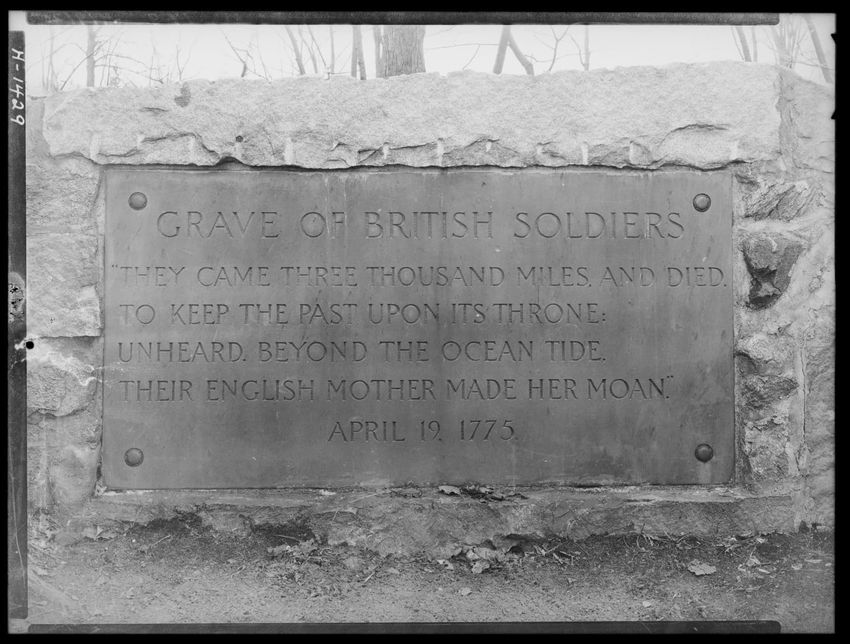 H-1429
GRAVE OF BRITISH SOLDIERS
"THEY CAME THREE THOUSAND MILES, AND DIED,
TO KEEP THE PAST UPON ITS THRONE:
UNHEARD, BEYOND THE OCEAN TIDE,
THEIR ENGLISH MOTHER MADE HER MOAN."
APRIL 19, 1775.